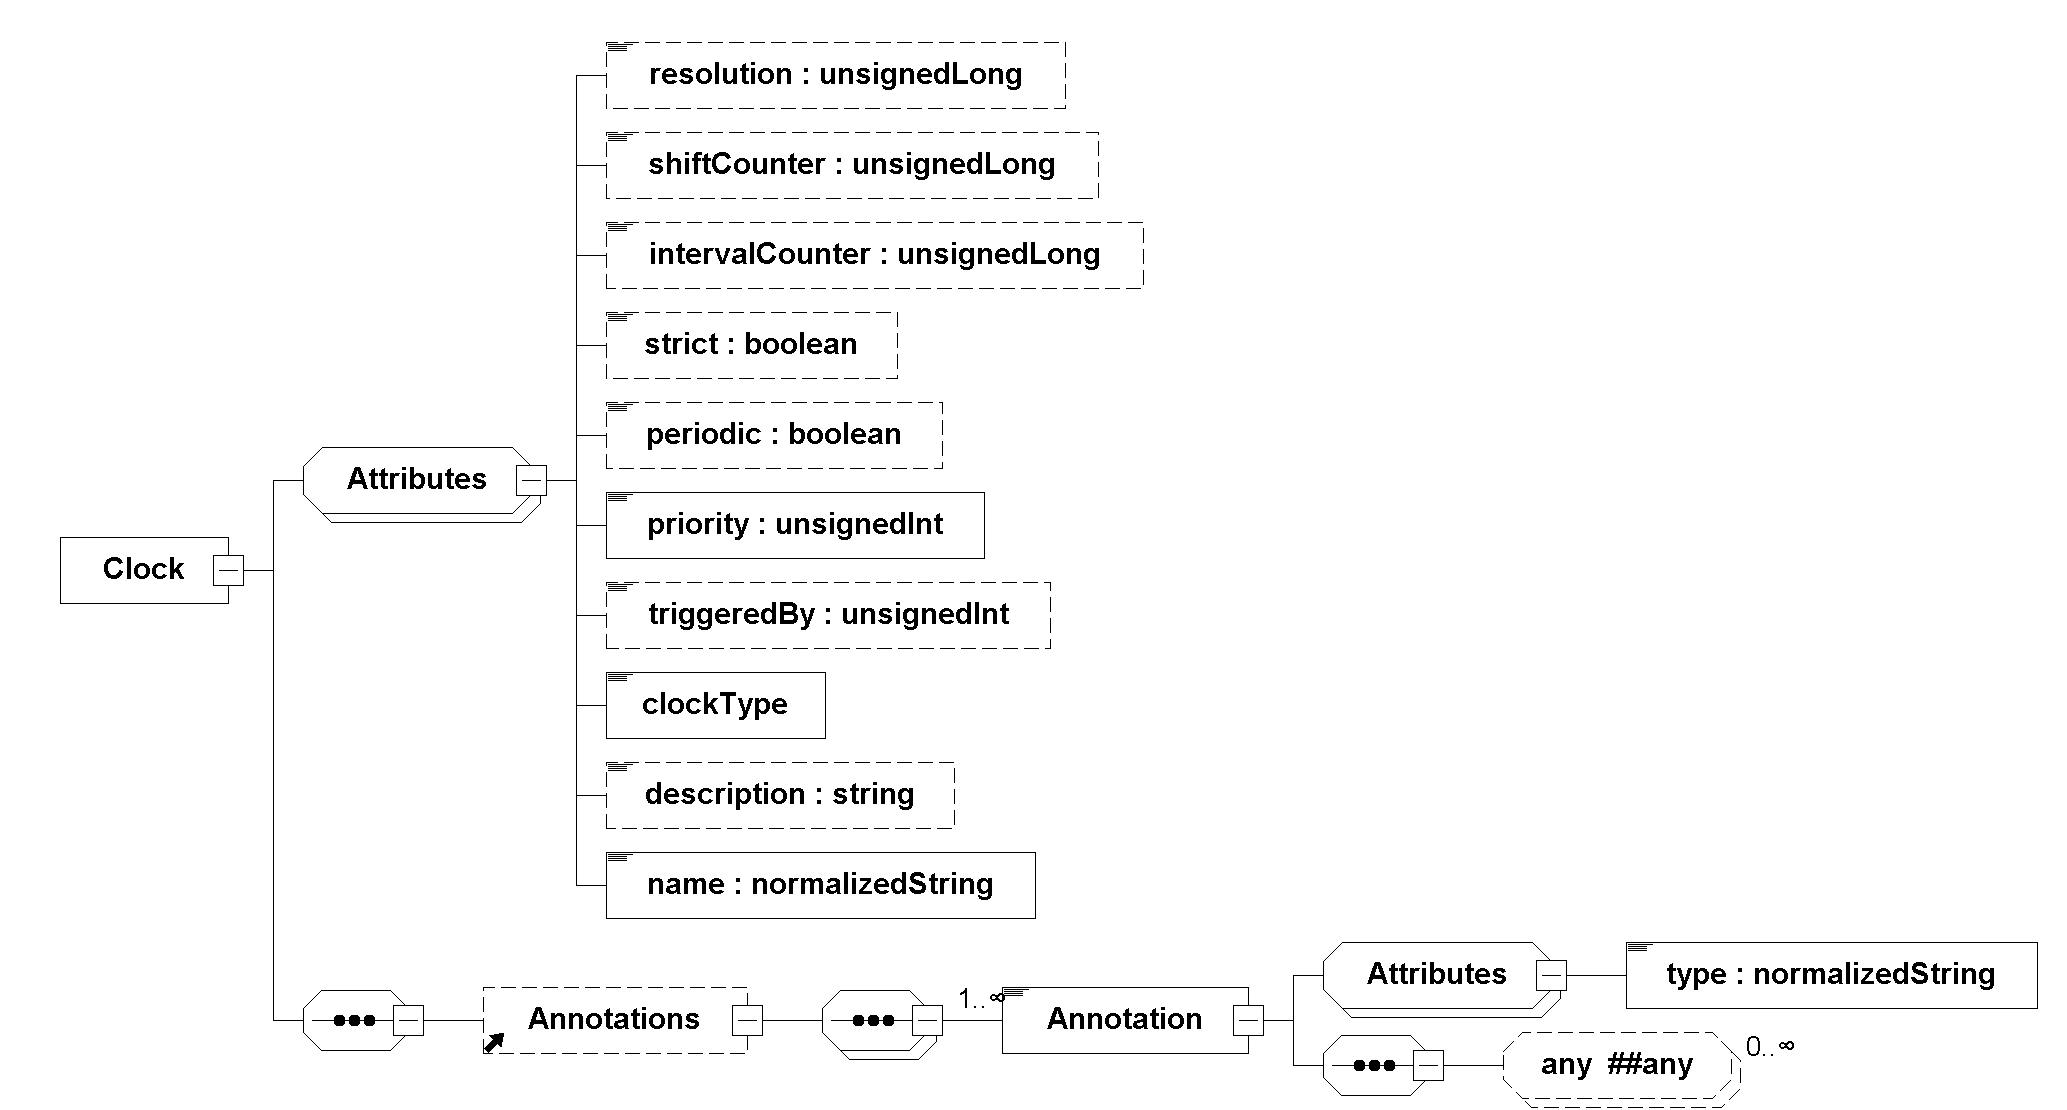 resolution : unsignedLong
shiftCounter : unsignedLong
intervalCounter : unsignedLong
strict : boolean
periodic : boolean
Attributes
priority : unsignedInt
Clock
triggeredBy : unsignedInt
clockType
description : string
name : normalizedString
Attributes
type : normalizedString
Annotations
1..∞
Annotation
any ##any
0..∞